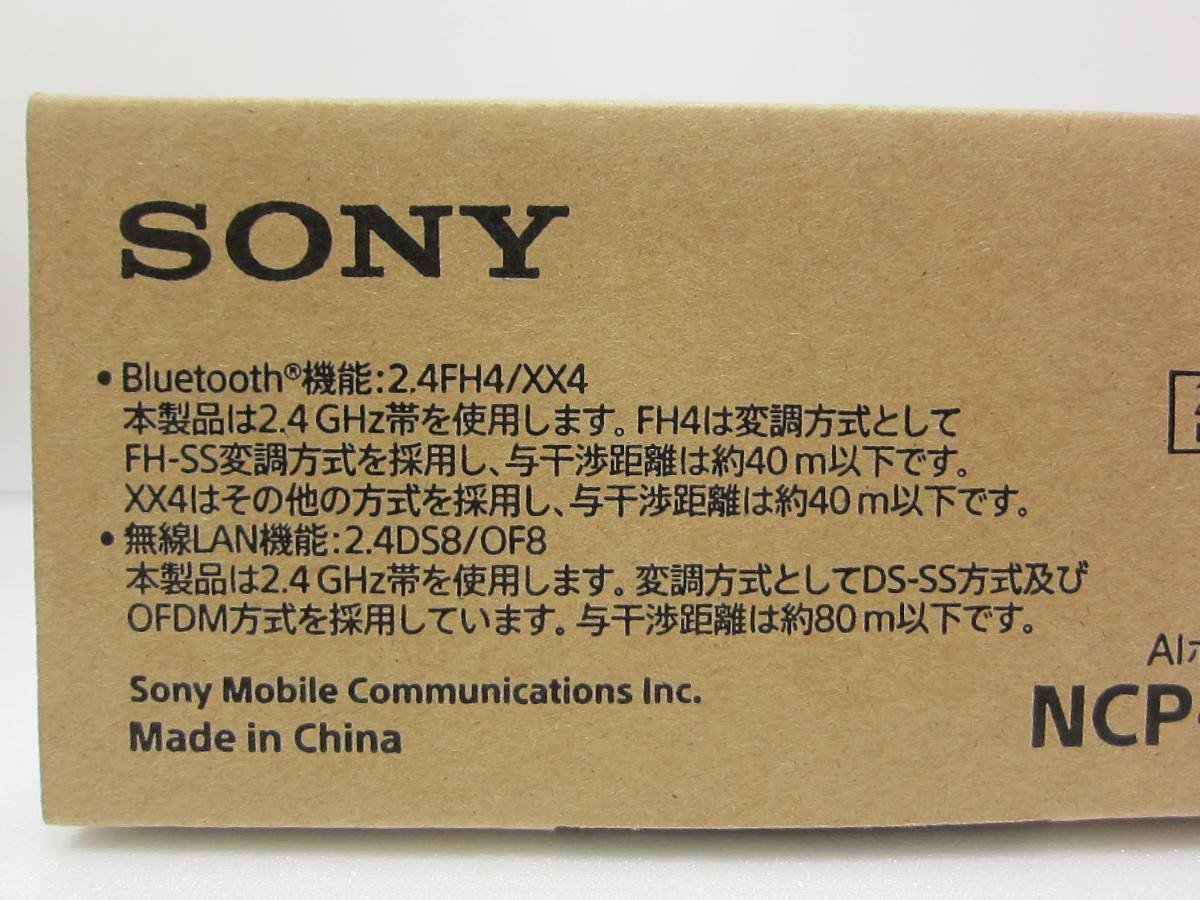 SONY
• Bluetooth®機能:2.4FH4/XX4
本製品は2.4 GHz帯を使用します。FH4は変調方式として
FH-SS変調方式を採用し、与干渉距離は約40 m以下です。
XX4はその他の方式を採用し、与干渉距離は約40 m以下です。
• 無線LAN機能:2.4DS8/OF8
本製品は2.4 GHz帯を使用します。変調方式としてDS-SS方式及び
OFDM方式を採用しています。与干渉距離は約80 m以下です。
Sony Mobile Communications Inc.
Made in China
AI
NCP